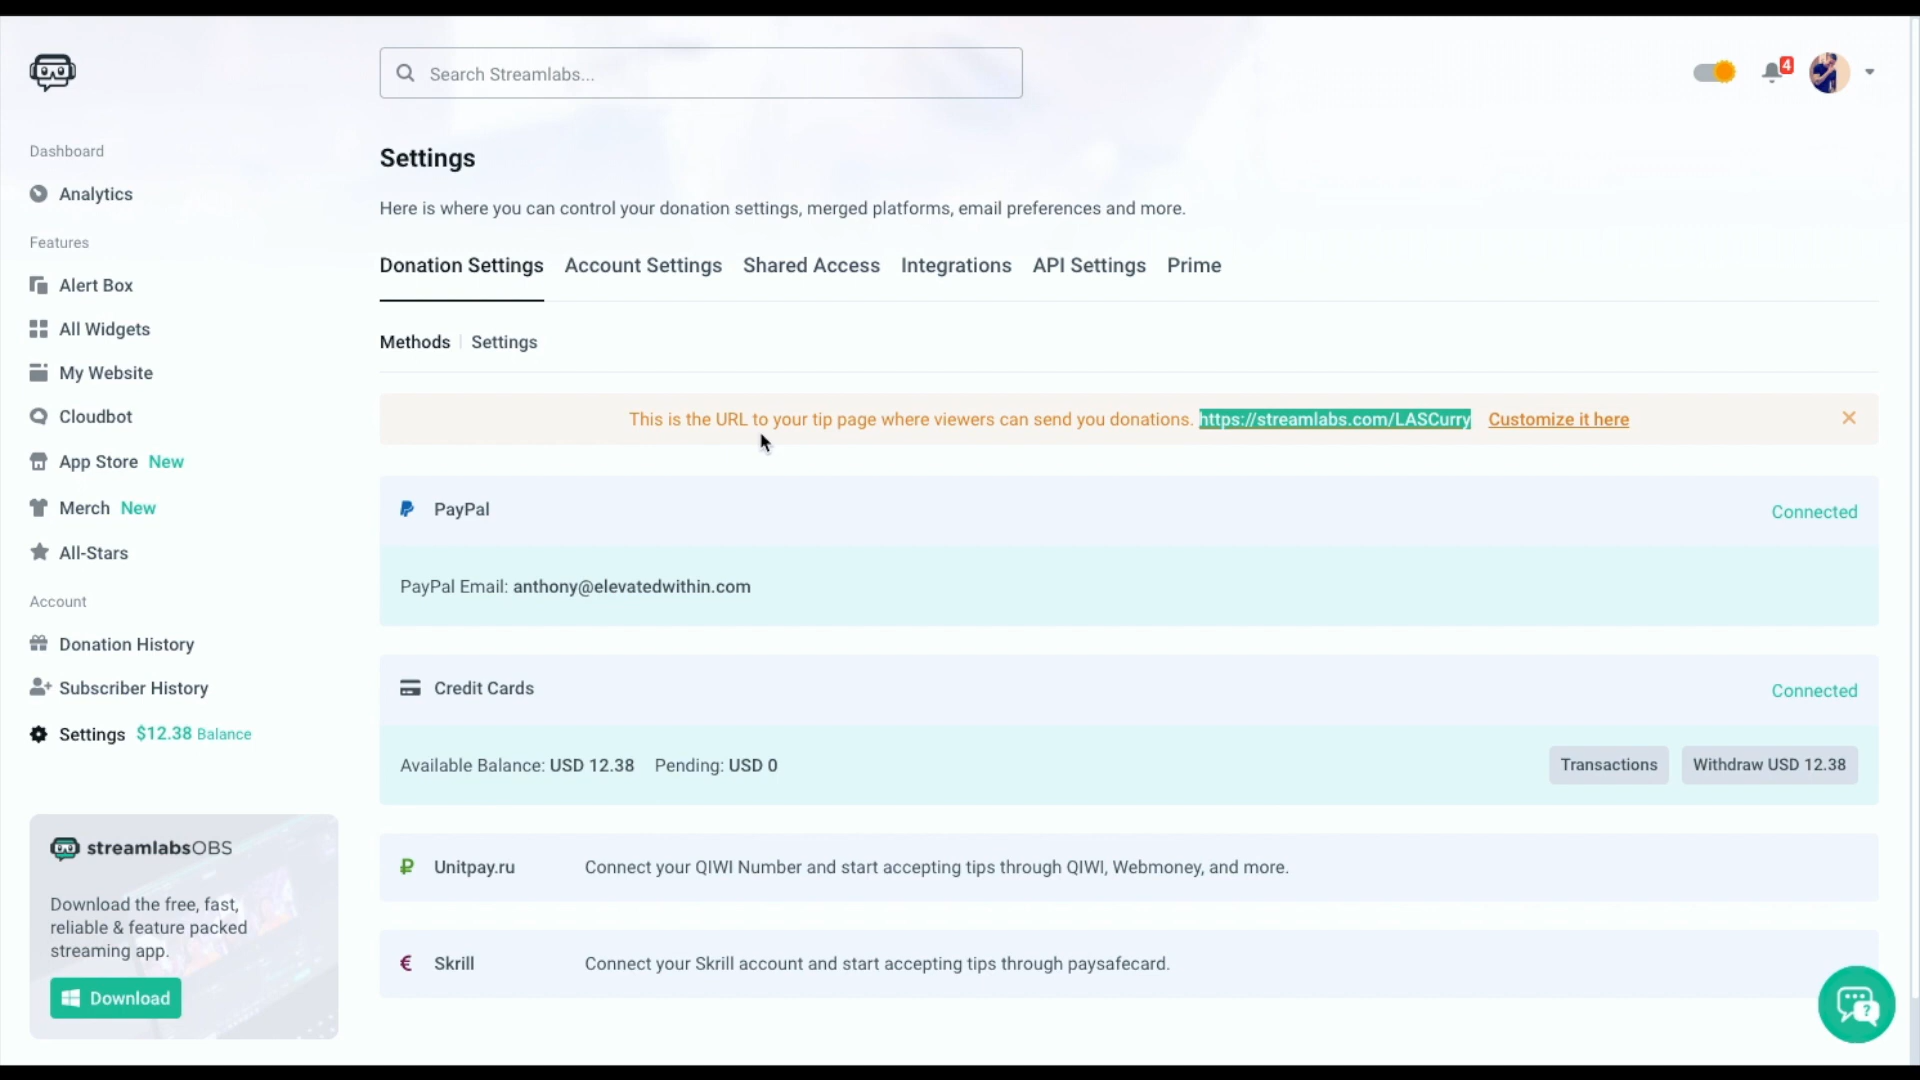 Search Streamlabs...
4
Dashboard
Analytics
Features
Alert Box
All Widgets
My Website
Cloudbot
App Store New
Merch New
All-Stars
Account
Donation History
Subscriber History
Settings $12.38 Balance
streamlabsOBS
Download the free, fast,
reliable & feature packed
streaming app.
Download
Settings
Here is where you can control your donation settings, merged platforms, email preferences and more.
Donation Settings Account Settings Shared Access Integrations API Settings Prime
Methods Settings
This is the URL to your tip page where viewers can send you donations. https://streamlabs.com/LASCurry Customize it here
PayPal Connected
PayPal Email: anthony@elevatedwithin.com
Credit Cards Connected
Available Balance: USD 12.38 Pending: USD 0 Transactions Withdraw USD 12.38
Unitpay.ru Connect your QIWI Number and start accepting tips through QIWI, Webmoney, and more.
Skrill Connect your Skrill account and start accepting tips through paysafecard.